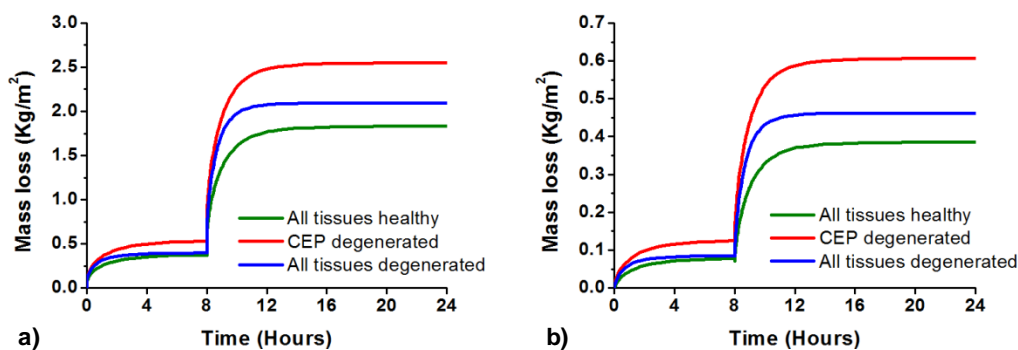 3.0
2.5
2.0
1.5
1.0
0.5
0.0
Mass loss (Kg/m²)
All tissues healthy
CEP degenerated
All tissues degenerated
0 4 8 12 16 20 24
Time (Hours)
a)
0.7
0.6
0.5
0.4
0.3
0.2
0.1
0.0
Mass loss (Kg/m²)
All tissues healthy
CEP degenerated
All tissues degenerated
0 4 8 12 16 20 24
Time (Hours)
b)